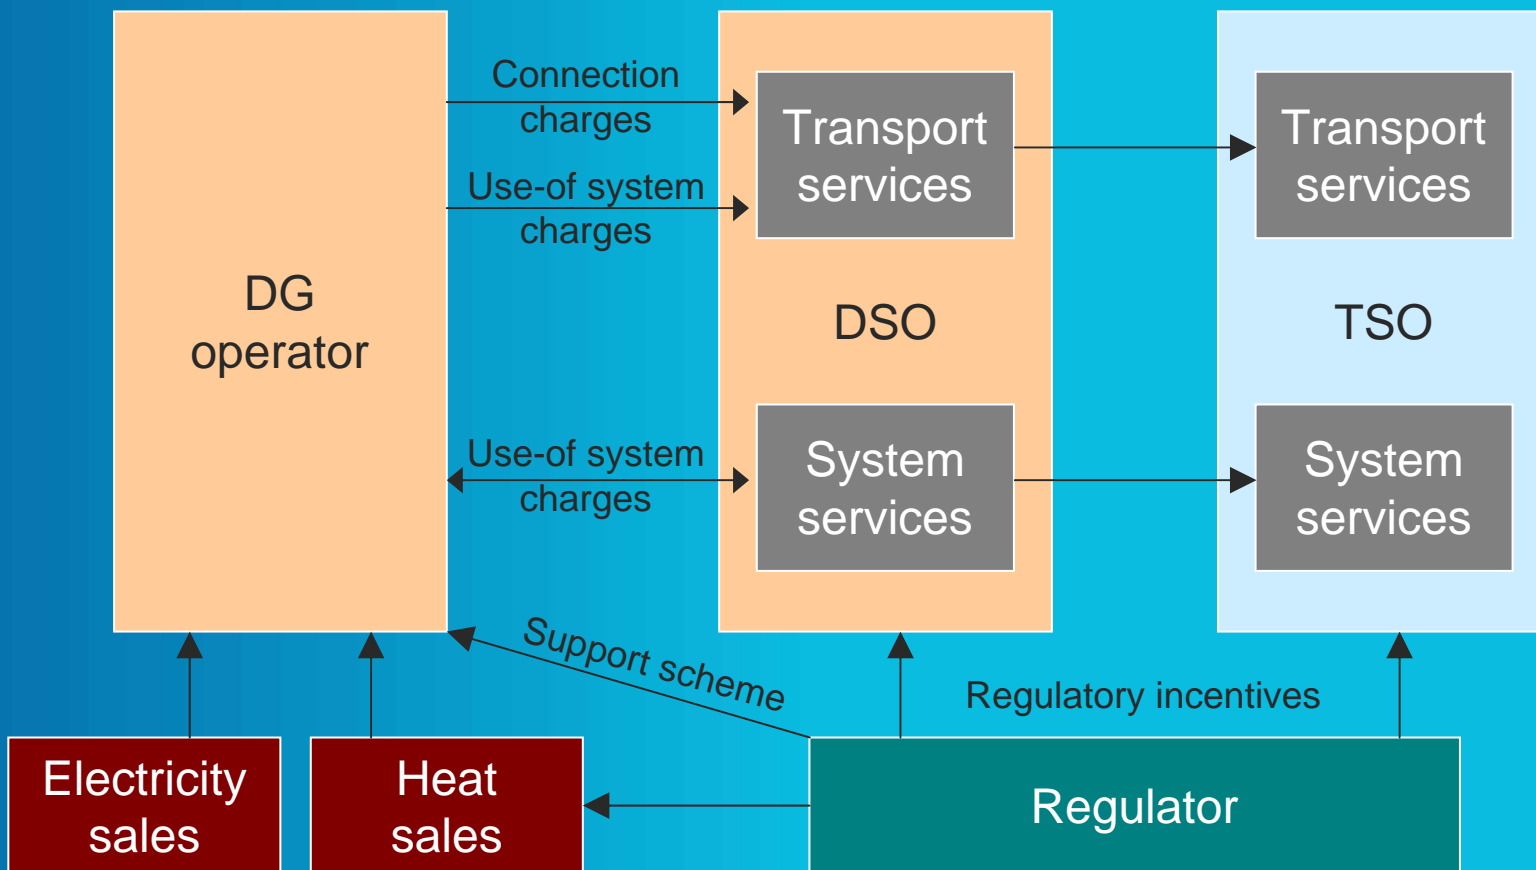 Connection
charges
Use-of system
charges
DG
operator
Use-of system
charges
Transport
services
DSO
System
services
Transport
services
TSO
System
services
Support scheme
Regulatory incentives
Electricity
sales
Heat
sales
Regulator